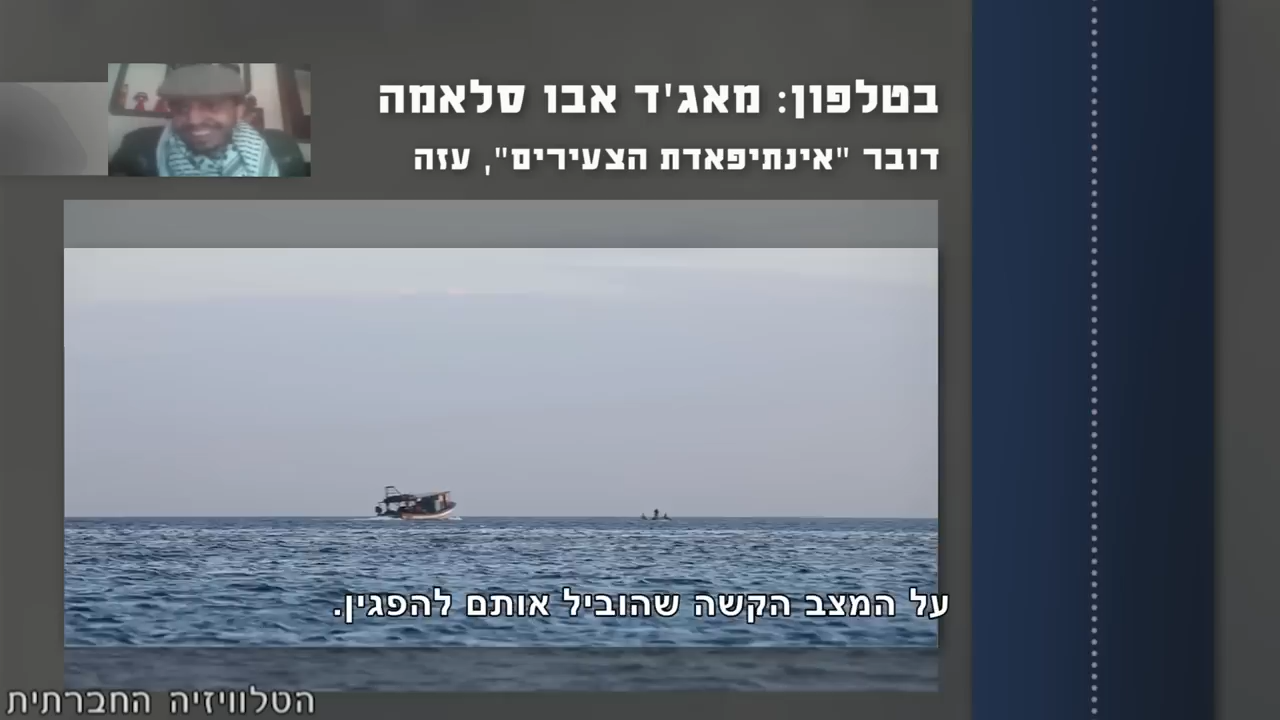 בטלפון: מאג'ד אבו סלאמה
דובר "אינתיפאדת הצעירים", עזה
על המצב הקשה שהוביל אותם להפגין.
הטלוויזיה החברתית